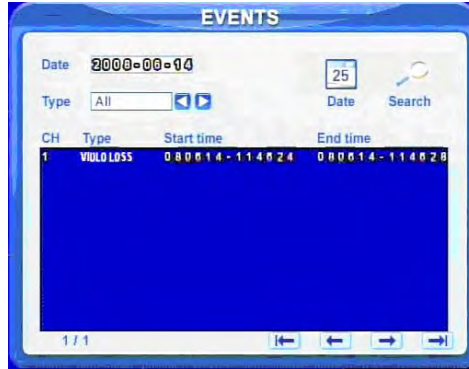 EVENTS
Date 2008-06-14
25
Type All Date Search
CH Type Start time End time
1 VIDLO LOSS 080614-114624 080614-114628
1 / 1